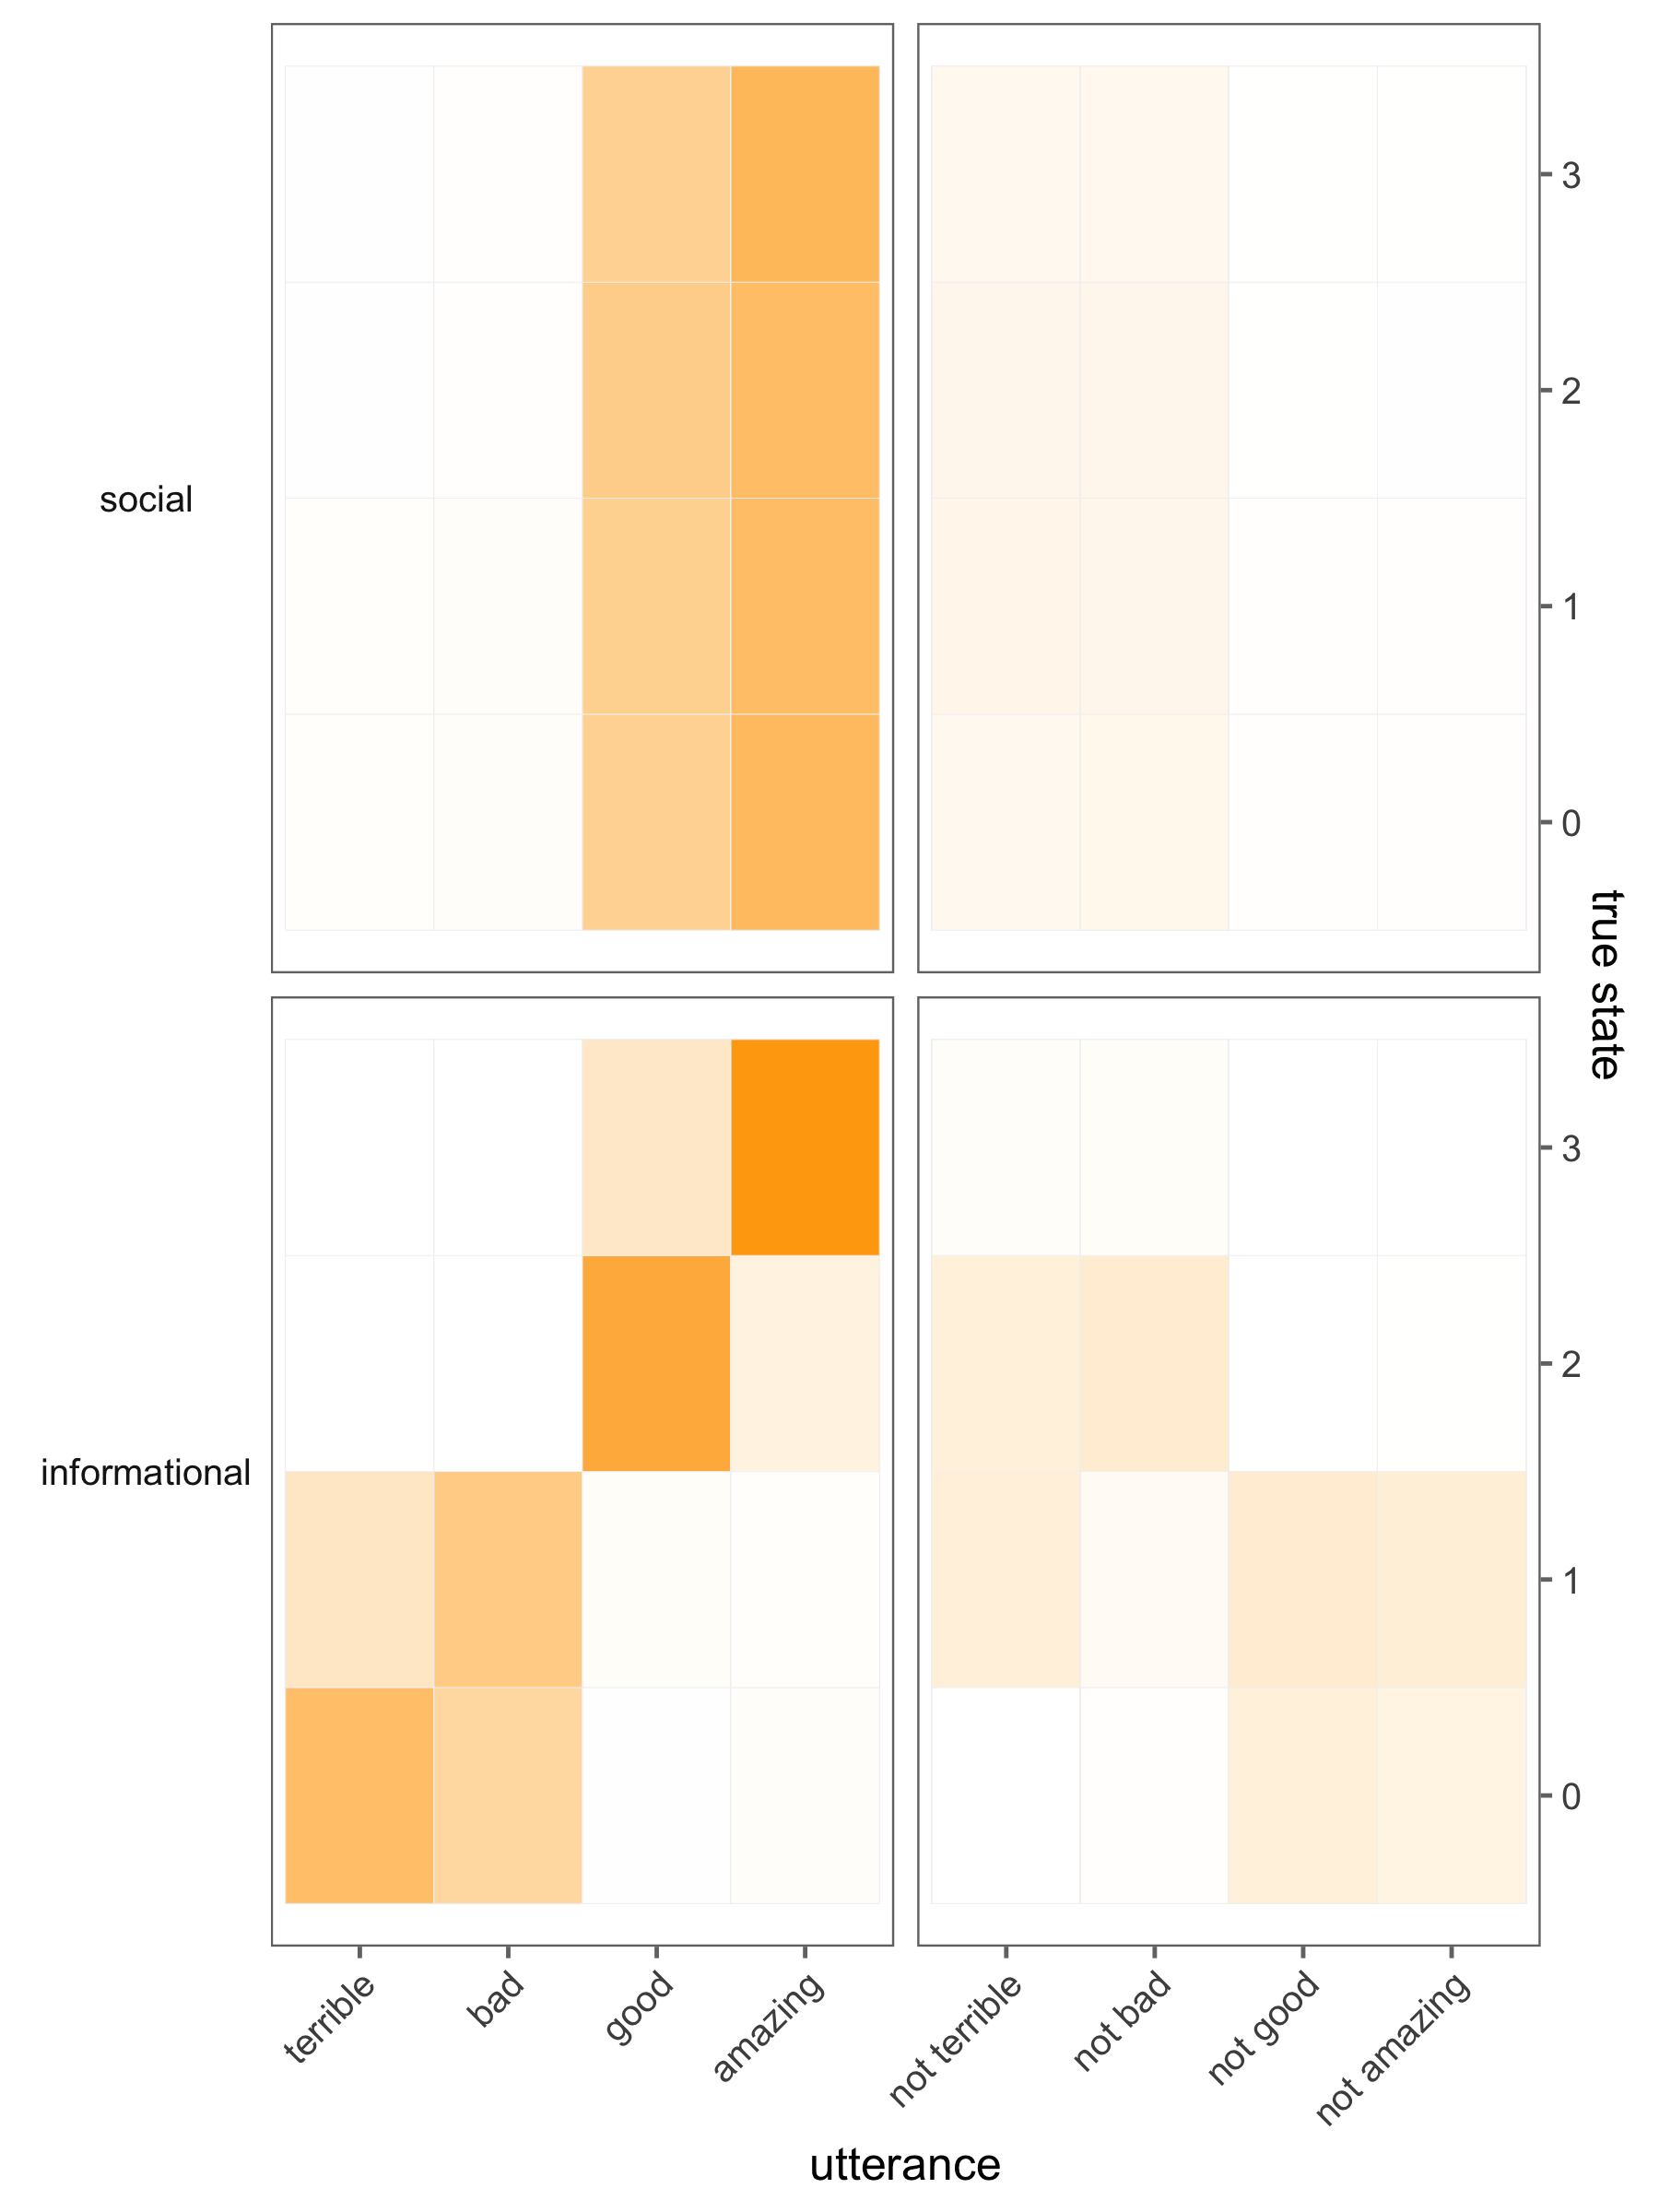 social
3
2
1
0
true state
informational
3
2
1
0
terrible
bad
good
amazing
not terrible
not bad
not good
not amazing
utterance